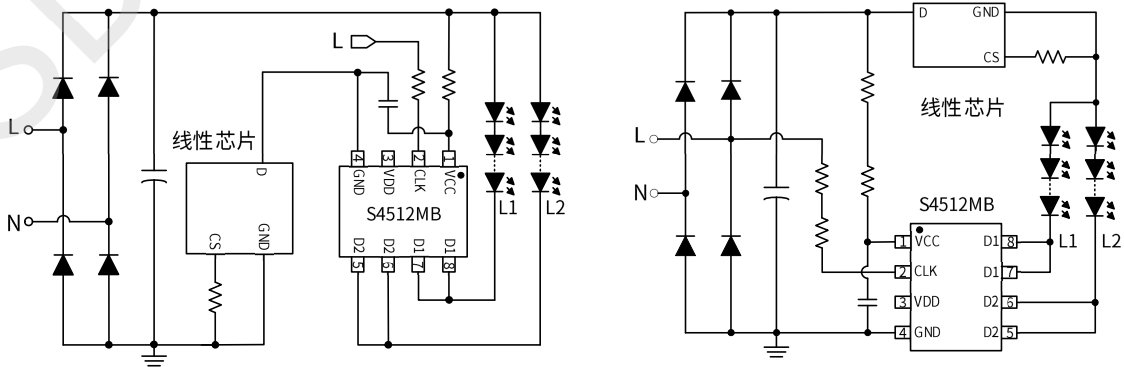 L
N
线性芯片
D
CS
GND
L
4
3
2
1
GND
VDD
CLK
VCC
S4512MB
D2
D2
D1
D1
5
6
7
8
L1
L2
D
GND
CS
线性芯片
L
N
S4512MB
1 VCC
2 CLK
3 VDD
4 GND
D1 8
D1 7
D2 6
D2 5
L1
L2